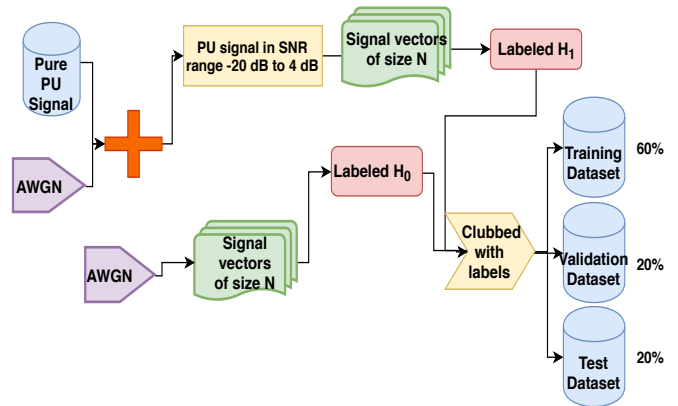 Pure
PU
Signal
AWGN
PU signal in SNR
range -20 dB to 4 dB
Signal vectors
of size N
Labeled H₁
AWGN
Signal
vectors
of size N
Labeled H₀
Clubbed
with
labels
Training
Dataset
60%
Validation
Dataset
20%
Test
Dataset
20%